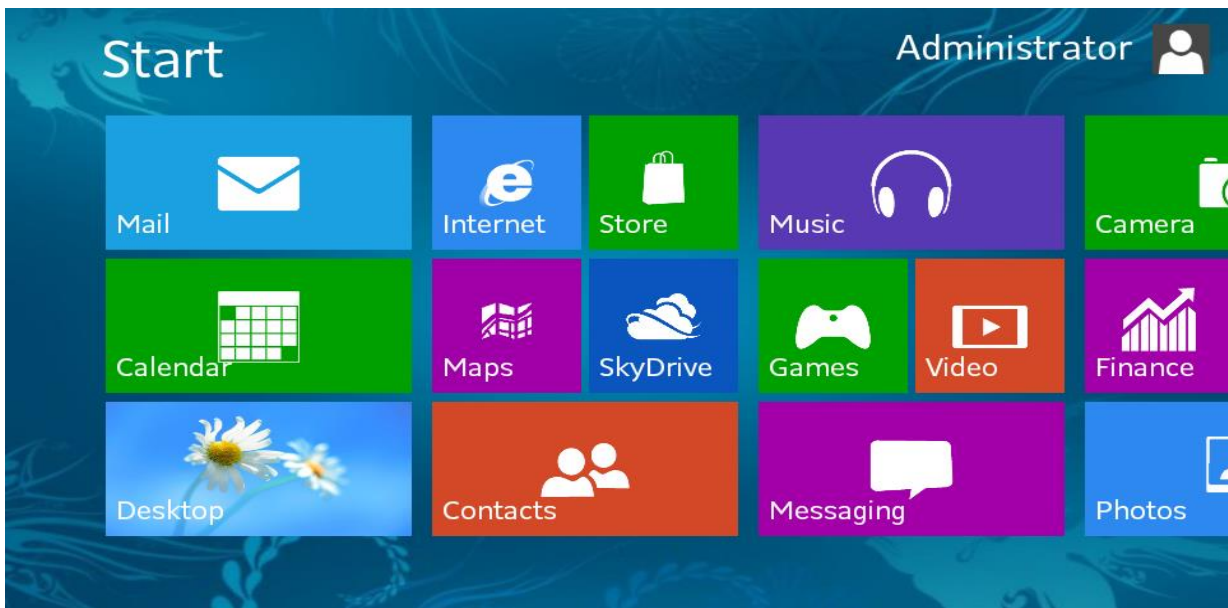 Start
Administrator
Mail
Internet
Store
Music
Camera
Calendar
Maps
SkyDrive
Games
Video
Finance
Desktop
Contacts
Messaging
Photos